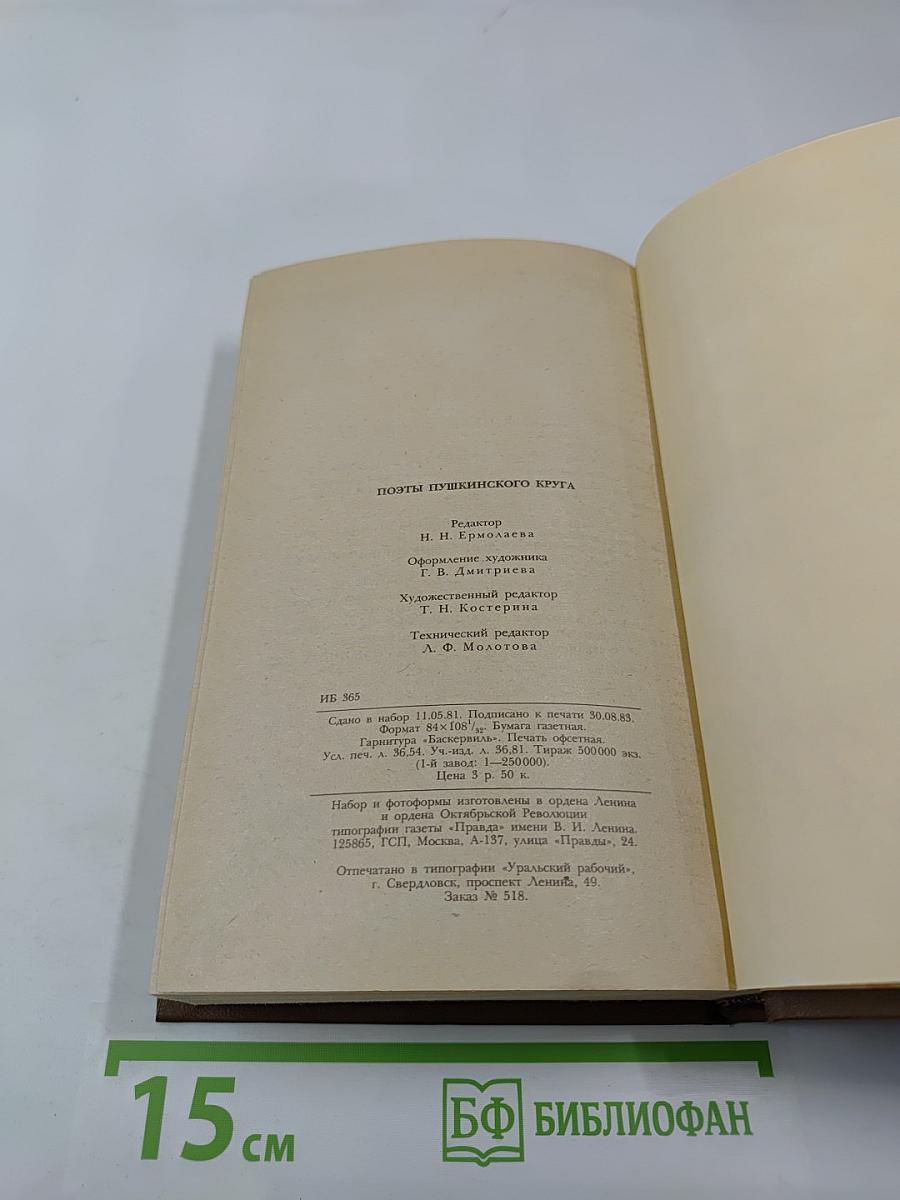 ПОЭТЫ ПУШКИНСКОГО КРУГА
Редактор
Н. Н. Ермолаева
Оформление художника
Г. В. Дмитриева
Художественный редактор
Т. Н. Костерина
Технический редактор
Л. Ф. Молотова
ИБ 365
Сдано в набор 11.05.81. Подписано к печати 30.08.83.
Формат 84×108¹/₃₂. Бумага газетная.
Гарнитура «Баскервиль». Печать офсетная.
Усл. печ. л. 36,54. Уч.-изд. л. 36,81. Тираж 500 000 экз.
(1-й завод: 1—250 000).
Цена 3 р. 50 к.
Набор и фотоформы изготовлены в ордена Ленина
и ордена Октябрьской Революции
типографии газеты «Правда» имени В. И. Ленина.
125865, ГСП, Москва, А-137, улица «Правды», 24.
Отпечатано в типографии «Уральский рабочий»,
г. Свердловск, проспект Ленина, 49.
Заказ № 518.
15 см
БФ БИБЛИОФАН